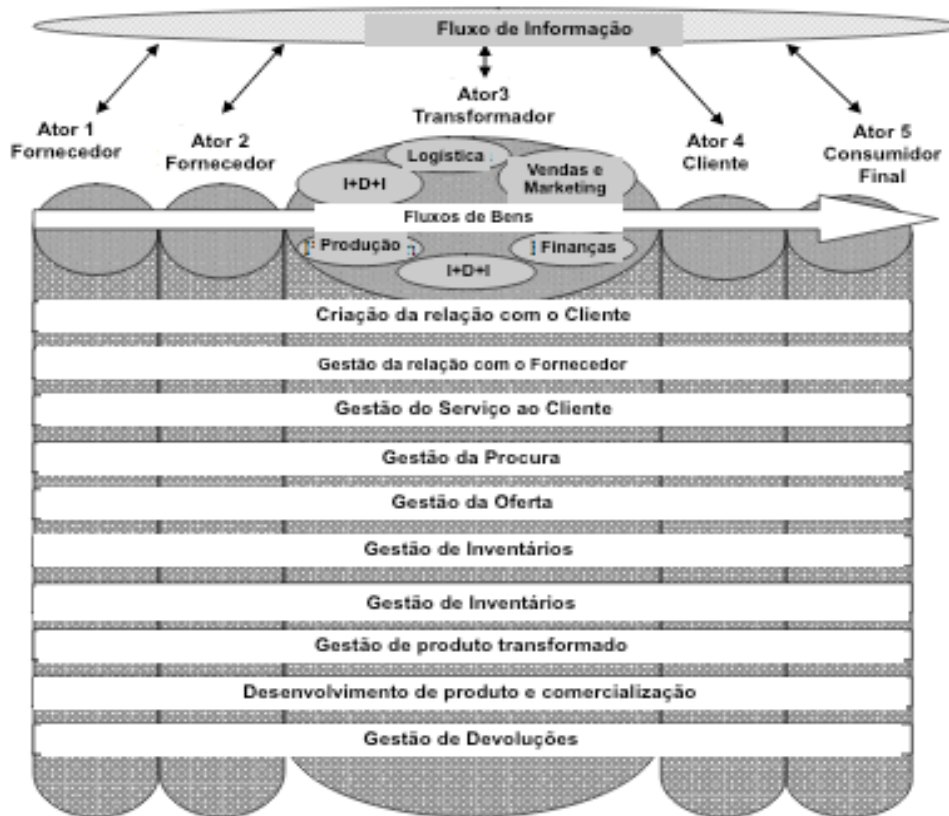 Fluxo de Informação
Ator 1
Fornecedor
Ator 2
Fornecedor
Ator3
Transformador
Ator 4
Cliente
Ator 5
Consumidor
Final
Logística
I+D+I
Vendas e
Marketing
Fluxos de Bens
Produção
Finanças
I+D+I
Criação da relação com o Cliente
Gestão da relação com o Fornecedor
Gestão do Serviço ao Cliente
Gestão da Procura
Gestão da Oferta
Gestão de Inventários
Gestão de Inventários
Gestão de produto transformado
Desenvolvimento de produto e comercialização
Gestão de Devoluções